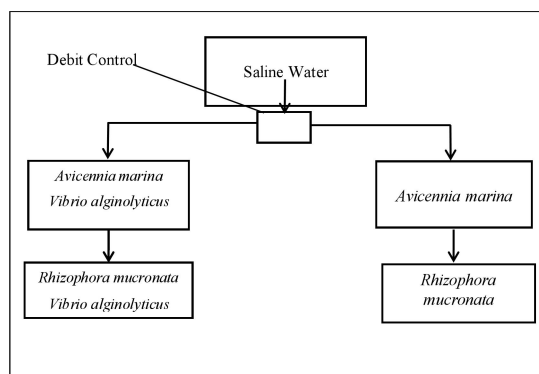 Debit Control
Saline Water
Avicennia marina
Vibrio alginolyticus
Avicennia marina
Rhizophora mucronata
Vibrio alginolyticus
Rhizophora
mucronata